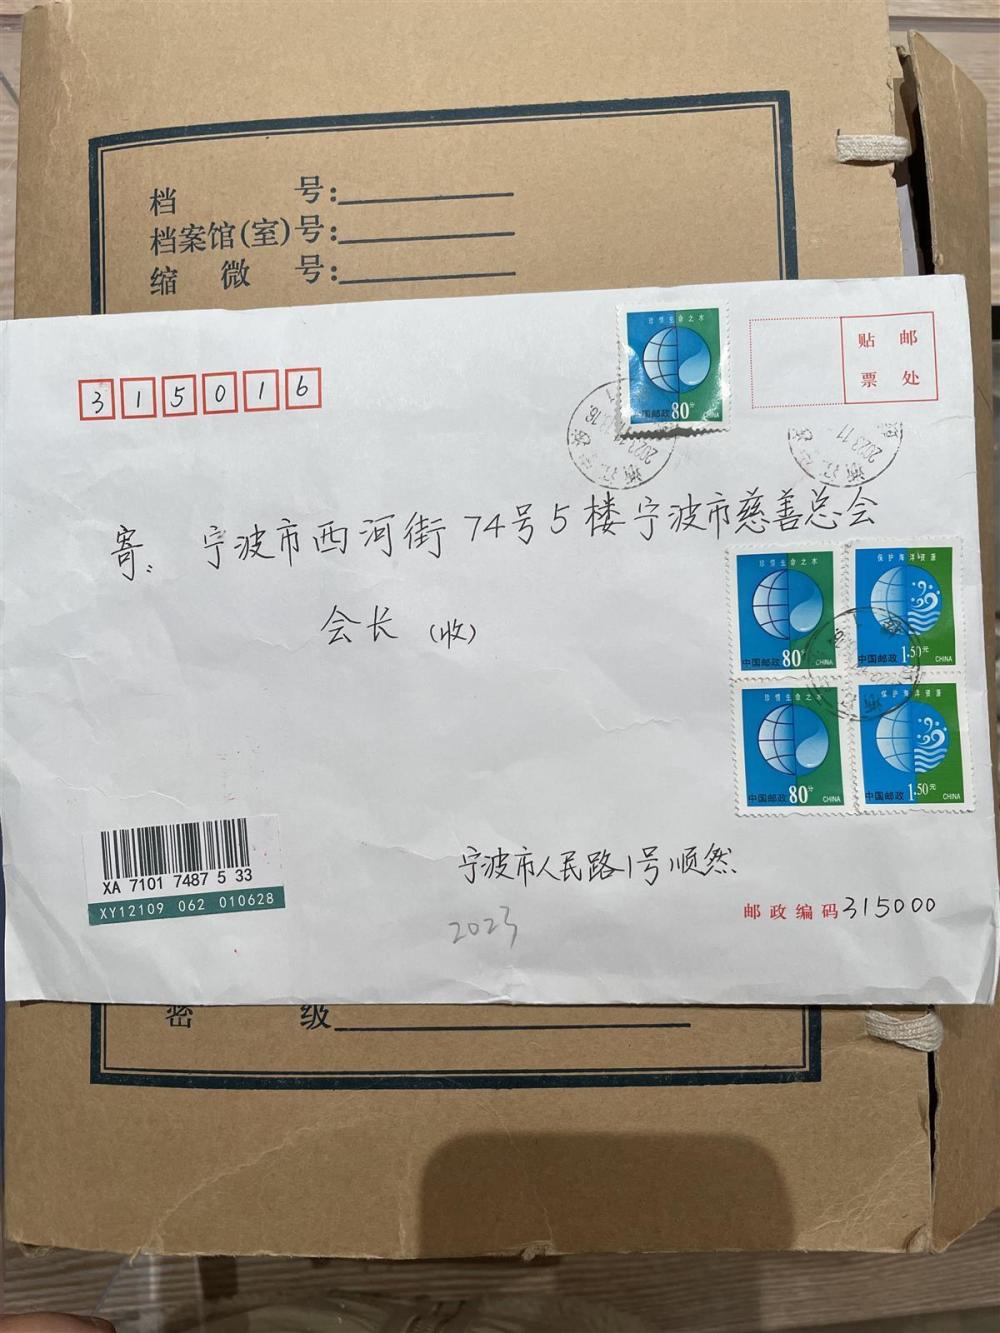 档 号：
档案馆(室)号：
缩 微 号：
珍惜生命之水
中国邮政 80分 CHINA
贴 邮
票 处
315016
2023.11
2023.11
寄：宁波市西河街74号5楼宁波市慈善总会
会长（收）
珍惜生命之水
中国邮政 80分 CHINA
保护海洋资源
中国邮政 1.50元 CHINA
珍惜生命之水
中国邮政 80分 CHINA
保护海洋资源
中国邮政 1.50元 CHINA
XA 7101 7487 5 33
XY12109 062 010628
宁波市人民路1号顺然
邮政编码315000
2023
密 级